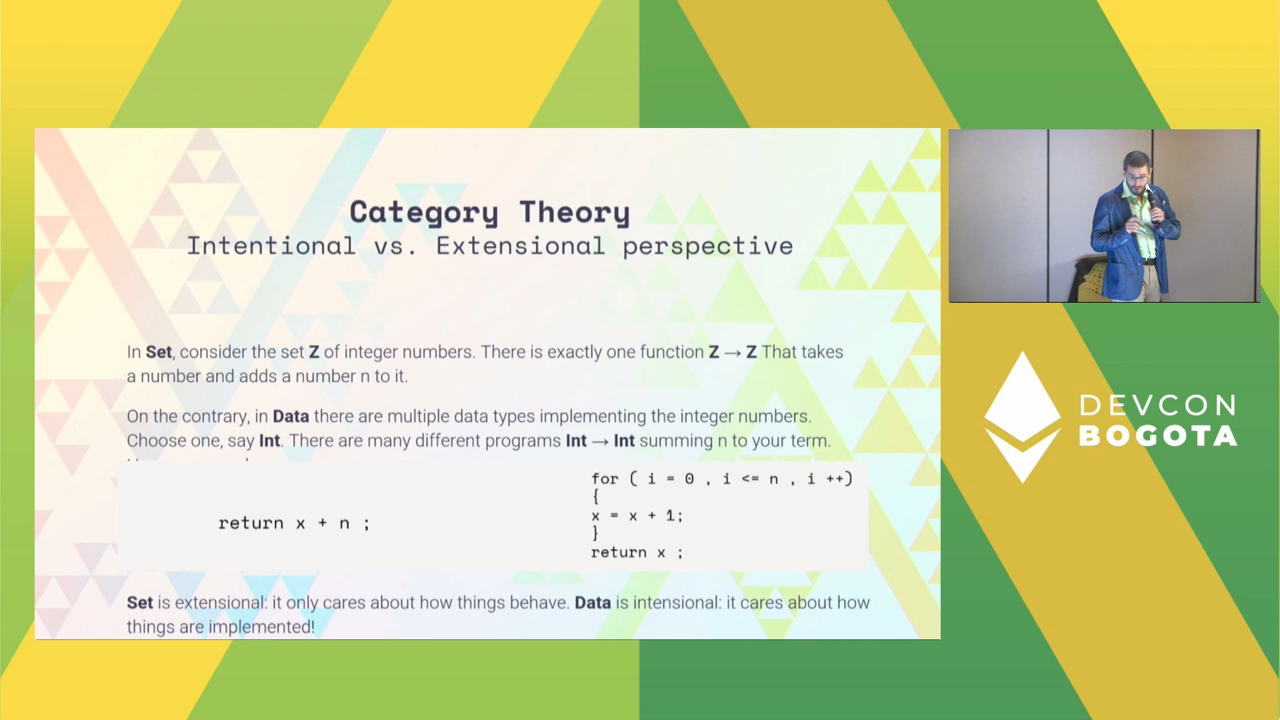 Category Theory
Intentional vs. Extensional perspective
In Set, consider the set Z of integer numbers. There is exactly one function Z → Z That takes
a number and adds a number n to it.
On the contrary, in Data there are multiple data types implementing the integer numbers.
Choose one, say Int. There are many different programs Int → Int summing n to your term.
return x + n ;
for ( i = 0 , i <= n , i ++)
{
x = x + 1;
}
return x ;
Set is extensional: it only cares about how things behave. Data is intensional: it cares about how
things are implemented!
DEVCON
BOGOTA